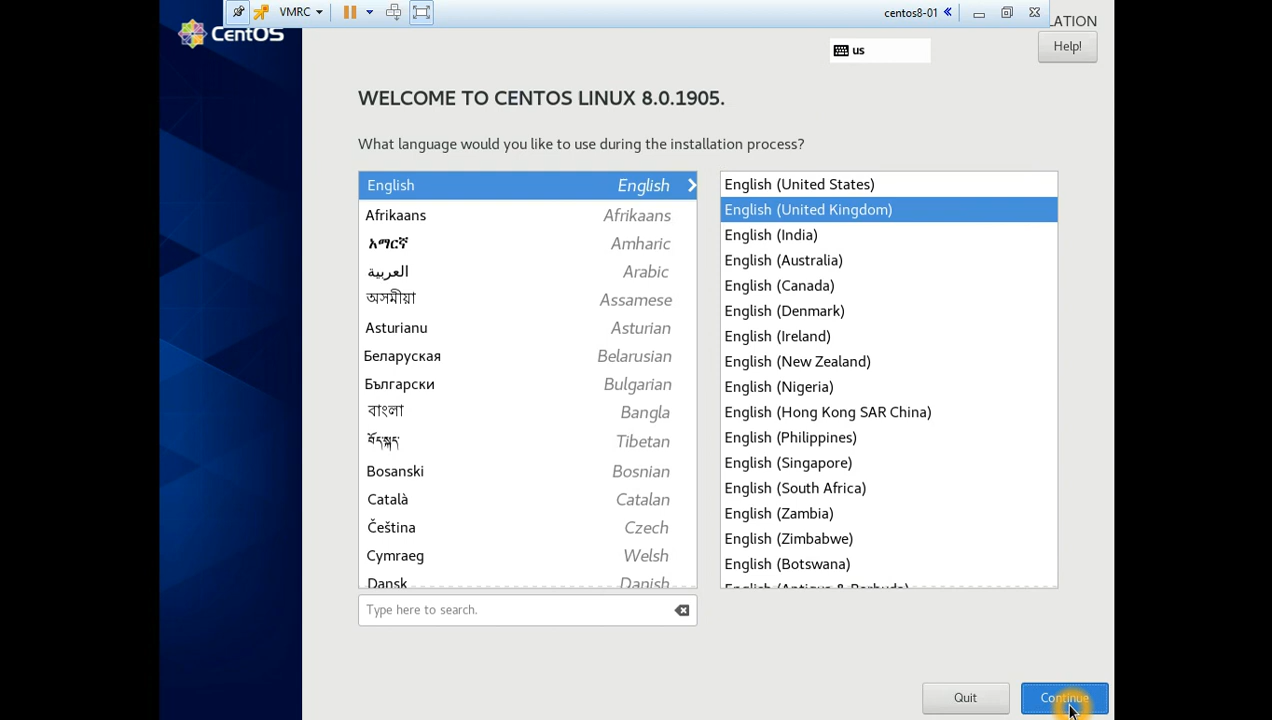 VMRC
centos8-01
CentOS
LATION
us
Help!
WELCOME TO CENTOS LINUX 8.0.1905.
What language would you like to use during the installation process?
English English
Afrikaans Afrikaans
አማርኛ Amharic
العربية Arabic
অসমীয়া Assamese
Asturianu Asturian
Беларуская Belarusian
Български Bulgarian
বাংলা Bangla
བོད་སྐད་ Tibetan
Bosanski Bosnian
Català Catalan
Čeština Czech
Cymraeg Welsh
Dansk Danish
English (United States)
English (United Kingdom)
English (India)
English (Australia)
English (Canada)
English (Denmark)
English (Ireland)
English (New Zealand)
English (Nigeria)
English (Hong Kong SAR China)
English (Philippines)
English (Singapore)
English (South Africa)
English (Zambia)
English (Zimbabwe)
English (Botswana)
English (Antigua & Barbuda)
Type here to search.
Quit
Continue